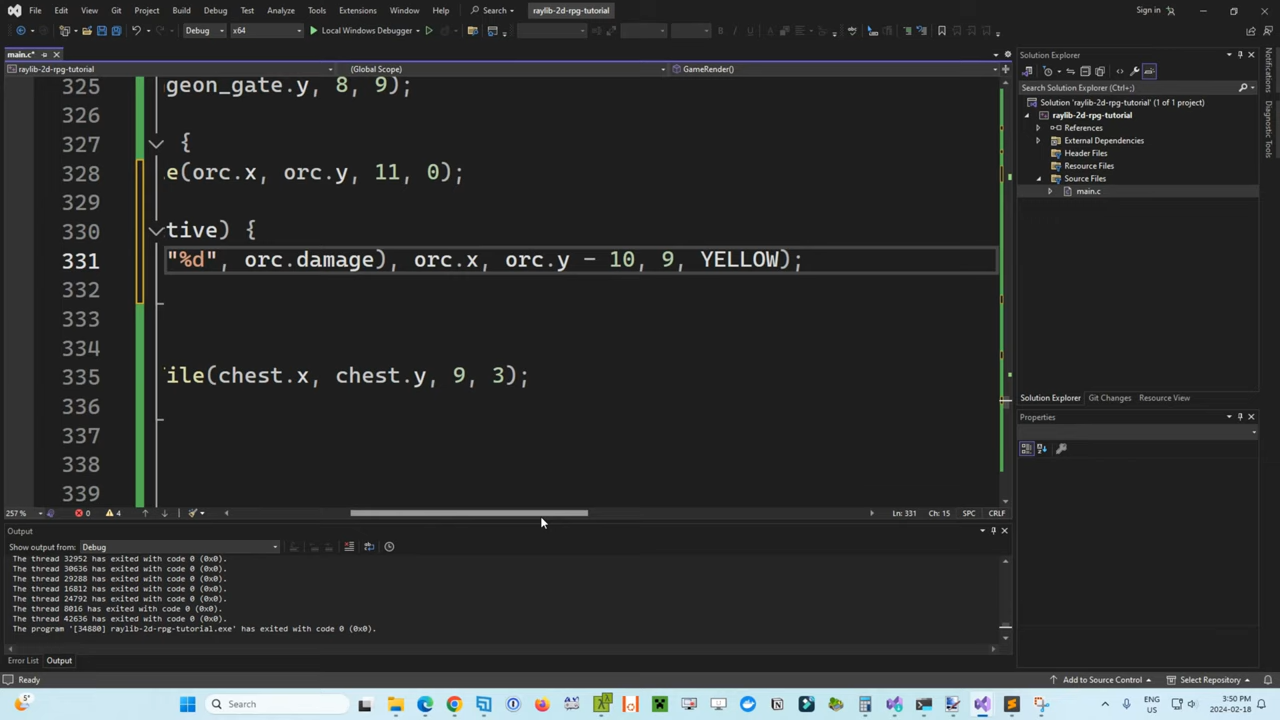 File Edit View Git Project Build Debug Test Analyze Tools Extensions Window Help Search raylib-2d-rpg-tutorial Sign in
Debug x64 Local Windows Debugger
main.c*
raylib-2d-rpg-tutorial (Global Scope) GameRender()
325 geon_gate.y, 8, 9);
326
327 {
328 e(orc.x, orc.y, 11, 0);
329
330 tive) {
331 "%d", orc.damage), orc.x, orc.y - 10, 9, YELLOW);
332
333
334
335 ile(chest.x, chest.y, 9, 3);
336
337
338
339
257 % 0 4 Ln: 331 Ch: 15 SPC CRLF
Output
Show output from: Debug
The thread 32952 has exited with code 0 (0x0).
The thread 30636 has exited with code 0 (0x0).
The thread 29288 has exited with code 0 (0x0).
The thread 16812 has exited with code 0 (0x0).
The thread 24792 has exited with code 0 (0x0).
The thread 8016 has exited with code 0 (0x0).
The thread 42636 has exited with code 0 (0x0).
The program '[34880] raylib-2d-rpg-tutorial.exe' has exited with code 0 (0x0).
Error List Output
Solution Explorer
Search Solution Explorer (Ctrl+;)
Solution 'raylib-2d-rpg-tutorial' (1 of 1 project)
raylib-2d-rpg-tutorial
References
External Dependencies
Header Files
Resource Files
Source Files
main.c
Solution Explorer Git Changes Resource View
Properties
Notifications
Diagnostic Tools
Ready Add to Source Control Select Repository
5° Search ENG US 3:50 PM 2024-02-18